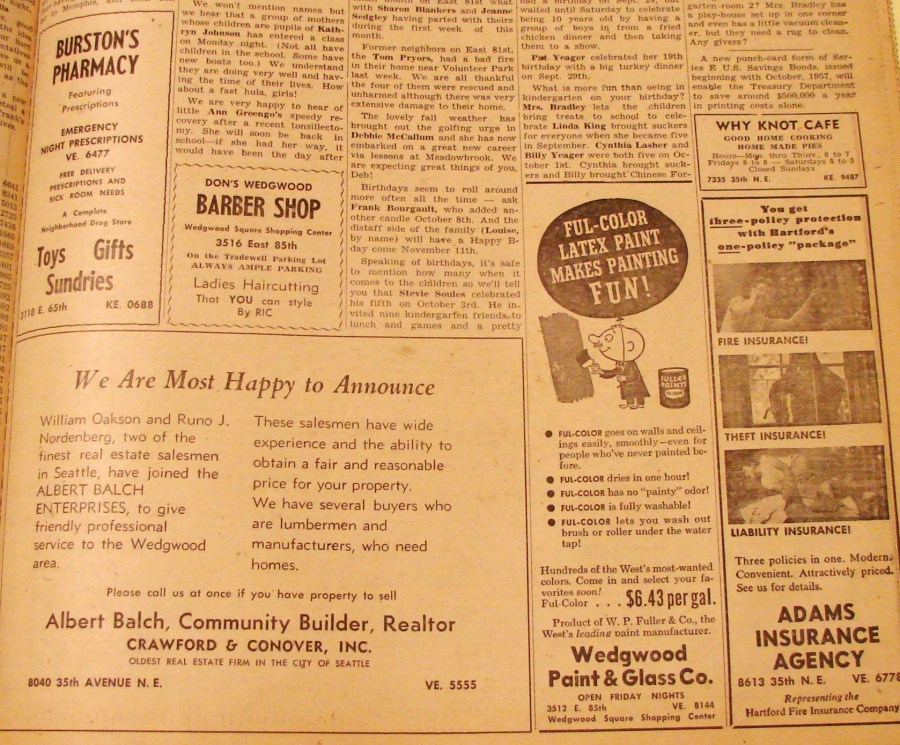 BURSTON'S
PHARMACY
Featuring
Prescriptions
EMERGENCY
NIGHT PRESCRIPTIONS
VE. 6477
FREE DELIVERY
PRESCRIPTIONS AND
SICK ROOM NEEDS
A Complete
Neighborhood Drug Store
Toys Gifts
Sundries
3118 E. 65th KE. 0688
We won't mention names but
we hear that a group of mothers
whose children are pupils of Kath-
ryn Johnson has entered a class
on Monday night. (Not all have
children in the school. Some have
new boats too.) We understand
they are doing very well and hav-
ing the time of their lives. How
about a fast hula, girls!
We are very happy to hear of
little Ann Greengo's speedy re-
covery after a recent tonsillecto-
my. She will soon be back in
school—if she had her way, it
would have been the day after
DON'S WEDGWOOD
BARBER SHOP
Wedgwood Square Shopping Center
3516 East 85th
On the Tradewell Parking Lot
ALWAYS AMPLE PARKING
Ladies Haircutting
That YOU can style
By RIC
with Sharon Blankers and Jeanne
Sedgley having parted with theirs
during the first week of this
month.
Former neighbors on East 81st,
the Tom Pryors, had a bad fire
in their home near Volunteer Park
last week. We are all thankful
the four of them were rescued and
unharmed although there was very
extensive damage to their home.
The lovely fall weather has
brought out the golfing urge in
Debbie McCallum and she has now
embarked on a great new career
via lessons at Meadowbrook. We
are expecting great things of you,
Deb!
Birthdays seem to roll around
more often all the time — ask
Frank Bourgault, who added an-
other candle October 8th. And the
distaff side of the family (Louise,
by name) will have a Happy B-
day come November 11th.
Speaking of birthdays, it's safe
to mention how many when it
comes to the children so we'll tell
you that Stevie Soules celebrated
his fifth on October 3rd. He in-
vited nine kindergarten friends to
lunch and games and a pretty
had a birthday on Sept. 24, but
waited until Saturday to celebrate
being 10 years old by having a
group of boys in from a fried
chicken dinner and then taking
them to a show.
Pat Yeager celebrated her 19th
birthday with a big turkey dinner
on Sept. 29th.
What is more fun than being in
kindergarten on your birthday?
Mrs. Bradley lets the children
bring treats to school to cele-
brate Linda King brought suckers
for everyone when she became five
in September. Cynthia Lasher and
Billy Yeager were both five on Oc-
tober 1st. Cynthia brought suck-
ers and Billy brought Chinese For-
garten room 2? Mrs. Bradley has
a play-house set up in one corner
and even has a little vacuum clean-
er, but they need a rug to clean.
Any givers?
A new punch-card form of Ser-
ies E U.S. Savings Bonds, issued
beginning with October, 1957, will
enable the Treasury Department
to save around $560,000 a year
in printing costs alone.
WHY KNOT CAFE
GOOD HOME COOKING
HOME MADE PIES
Hours—Mon. thru Thurs., 8 to 7
Fridays 8 to 8 — Saturdays 8 to 5
Closed Sundays
7335 35th N. E. KE. 9487
We Are Most Happy to Announce
William Oakson and Runo J.
Nordenberg, two of the
finest real estate salesmen
in Seattle, have joined the
ALBERT BALCH
ENTERPRISES, to give
friendly professional
service to the Wedgwood
area.
These salesmen have wide
experience and the ability to
obtain a fair and reasonable
price for your property.
We have several buyers who
are lumbermen and
manufacturers, who need
homes.
Please call us at once if you have property to sell
Albert Balch, Community Builder, Realtor
CRAWFORD & CONOVER, INC.
OLDEST REAL ESTATE FIRM IN THE CITY OF SEATTLE
8040 35th AVENUE N. E. VE. 5555
FUL-COLOR
LATEX PAINT
MAKES PAINTING
FUN!
FULLER
PAINTS
● FUL-COLOR goes on walls and ceil-
ings easily, smoothly—even for
people who've never painted be-
fore.
● FUL-COLOR dries in one hour!
● FUL-COLOR has no "painty" odor!
● FUL-COLOR is fully washable!
● FUL-COLOR lets you wash out
brush or roller under the water
tap!
Hundreds of the West's most-wanted
colors. Come in and select your fa-
vorites soon!
Ful-Color . . . $6.43 per gal.
Product of W. P. Fuller & Co., the
West's leading paint manufacturer.
Wedgwood
Paint & Glass Co.
OPEN FRIDAY NIGHTS
3512 E. 85th VE. 8144
Wedgwood Square Shopping Center
You get
three-policy protection
with Hartford's
one-policy "package"
FIRE INSURANCE!
THEFT INSURANCE!
LIABILITY INSURANCE!
Three policies in one. Modern.
Convenient. Attractively priced.
See us for details.
ADAMS
INSURANCE
AGENCY
8613 35th N. E. VE. 6778
Representing the
Hartford Fire Insurance Company